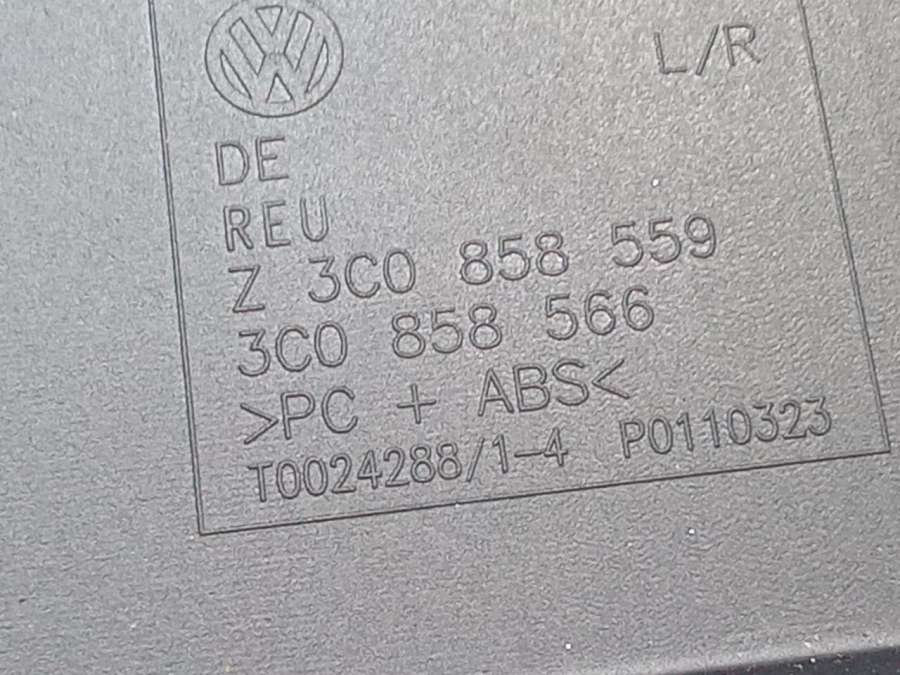 L/R
DE
REU
Z 3C0 858 559
3C0 858 566
>PC + ABS<
T0024288/1-4 P0110323